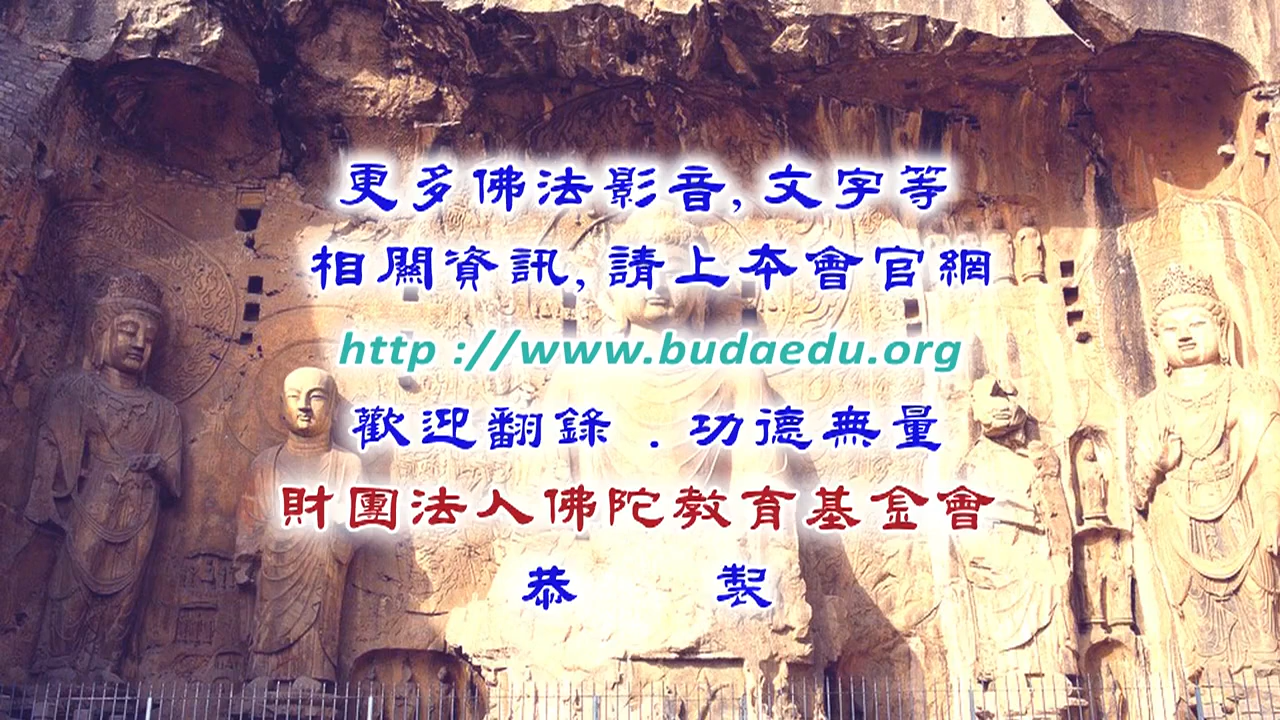 更多佛法影音,文字等
相關資訊,請上本會官網
http ://www.budaedu.org
歡迎翻錄 . 功德無量
財團法人佛陀教育基金會
恭 製